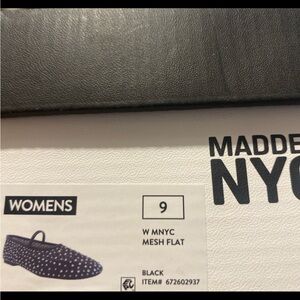 MADDE
NYC
WOMENS
9
W MNYC
MESH FLAT
BLACK
ITEM# 672602937